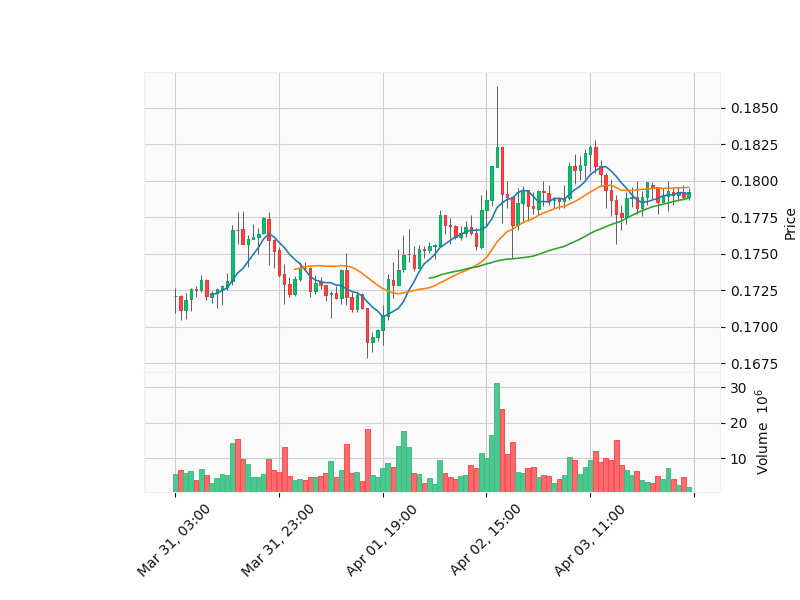 0.1850
0.1825
0.1800
0.1775
0.1750
0.1725
0.1700
0.1675
Price
30
20
10
Volume 10^6
Mar 31, 03:00
Mar 31, 23:00
Apr 01, 19:00
Apr 02, 15:00
Apr 03, 11:00